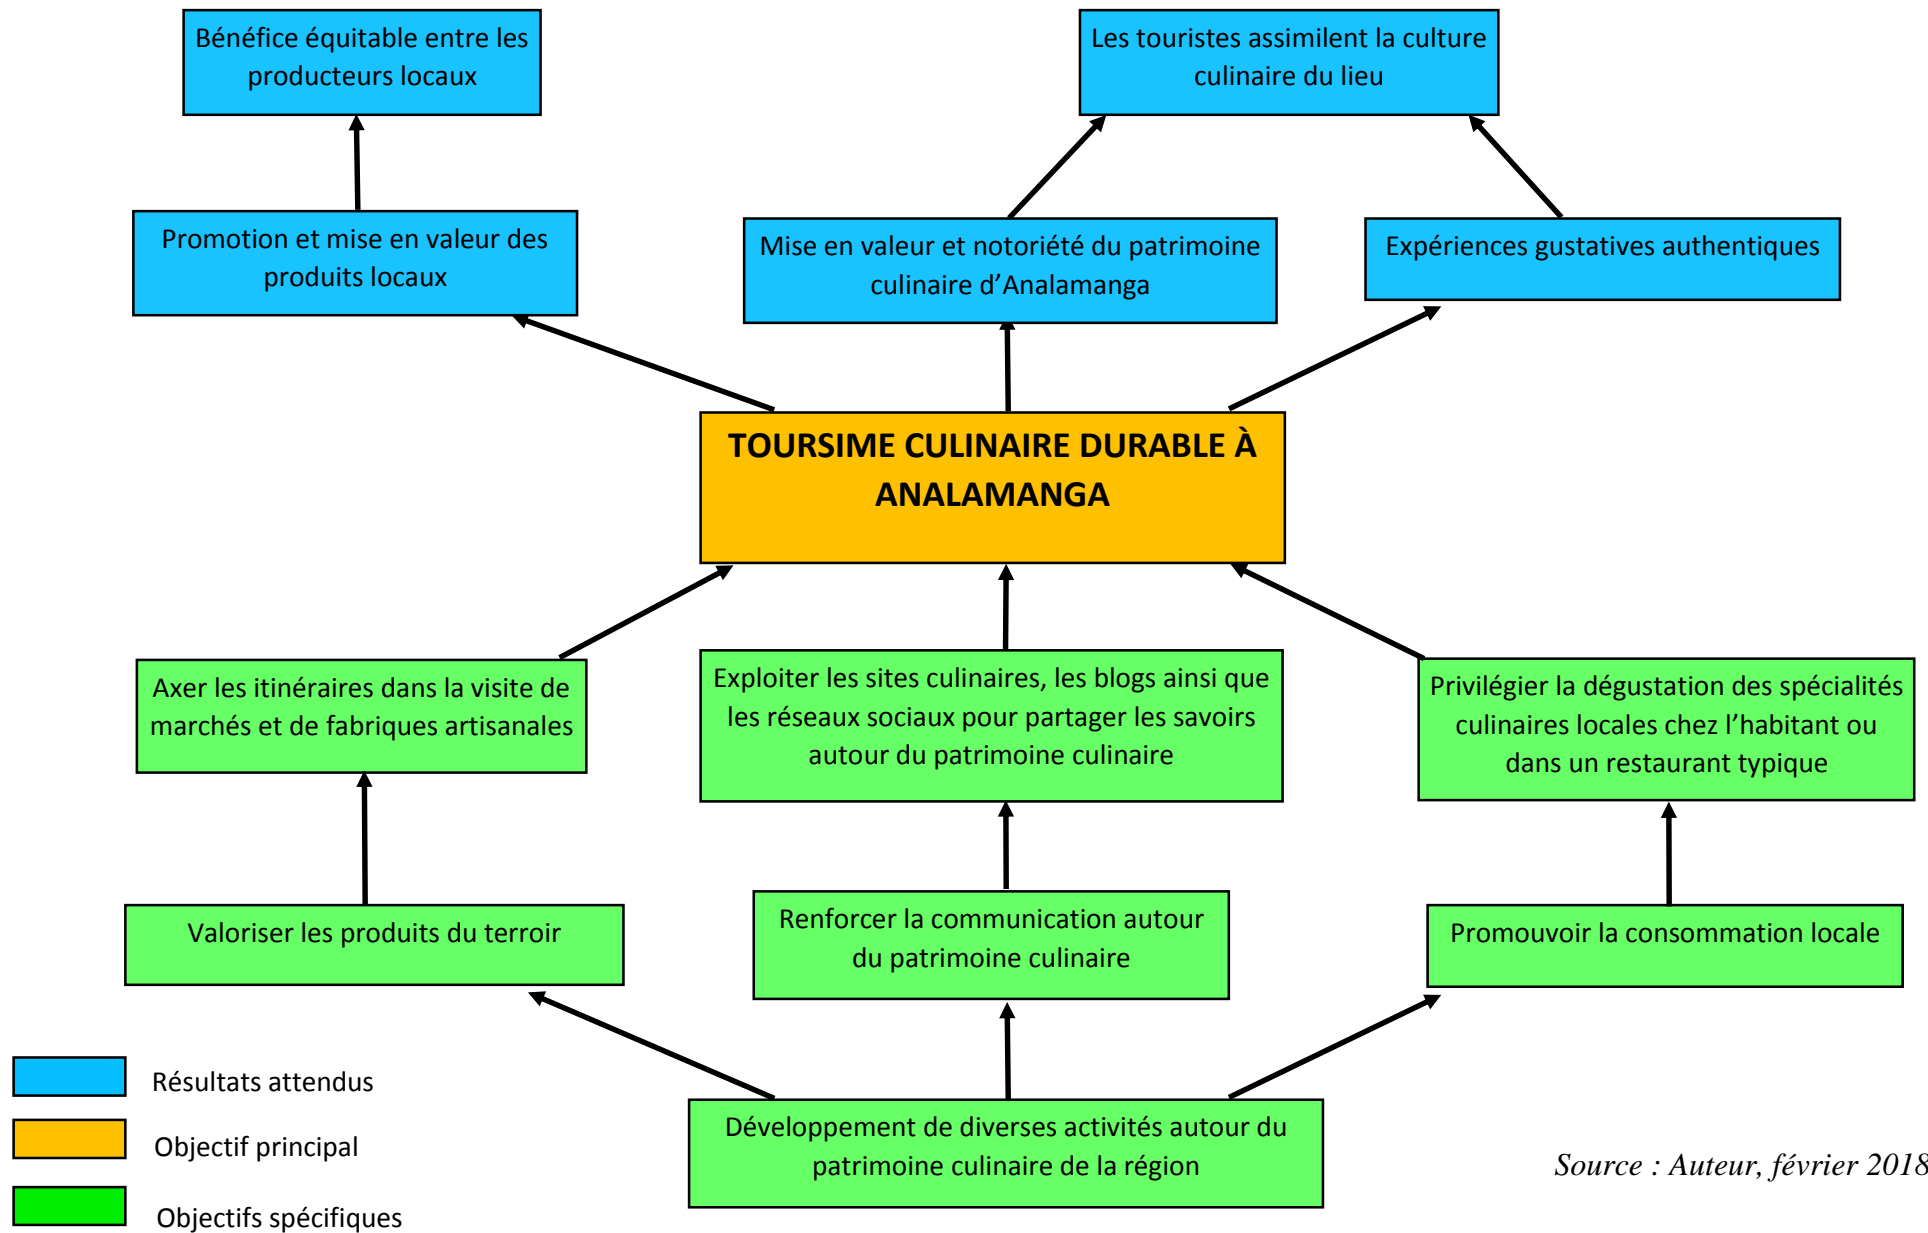 Bénéfice équitable entre les
producteurs locaux
Les touristes assimilent la culture
culinaire du lieu
Promotion et mise en valeur des
produits locaux
Mise en valeur et notoriété du patrimoine
culinaire d’Analamanga
Expériences gustatives authentiques
TOURSIME CULINAIRE DURABLE À
ANALAMANGA
Axer les itinéraires dans la visite de
marchés et de fabriques artisanales
Exploiter les sites culinaires, les blogs ainsi que
les réseaux sociaux pour partager les savoirs
autour du patrimoine culinaire
Privilégier la dégustation des spécialités
culinaires locales chez l’habitant ou
dans un restaurant typique
Valoriser les produits du terroir
Renforcer la communication autour
du patrimoine culinaire
Promouvoir la consommation locale
Développement de diverses activités autour du
patrimoine culinaire de la région
Résultats attendus
Objectif principal
Objectifs spécifiques
Source : Auteur, février 2018